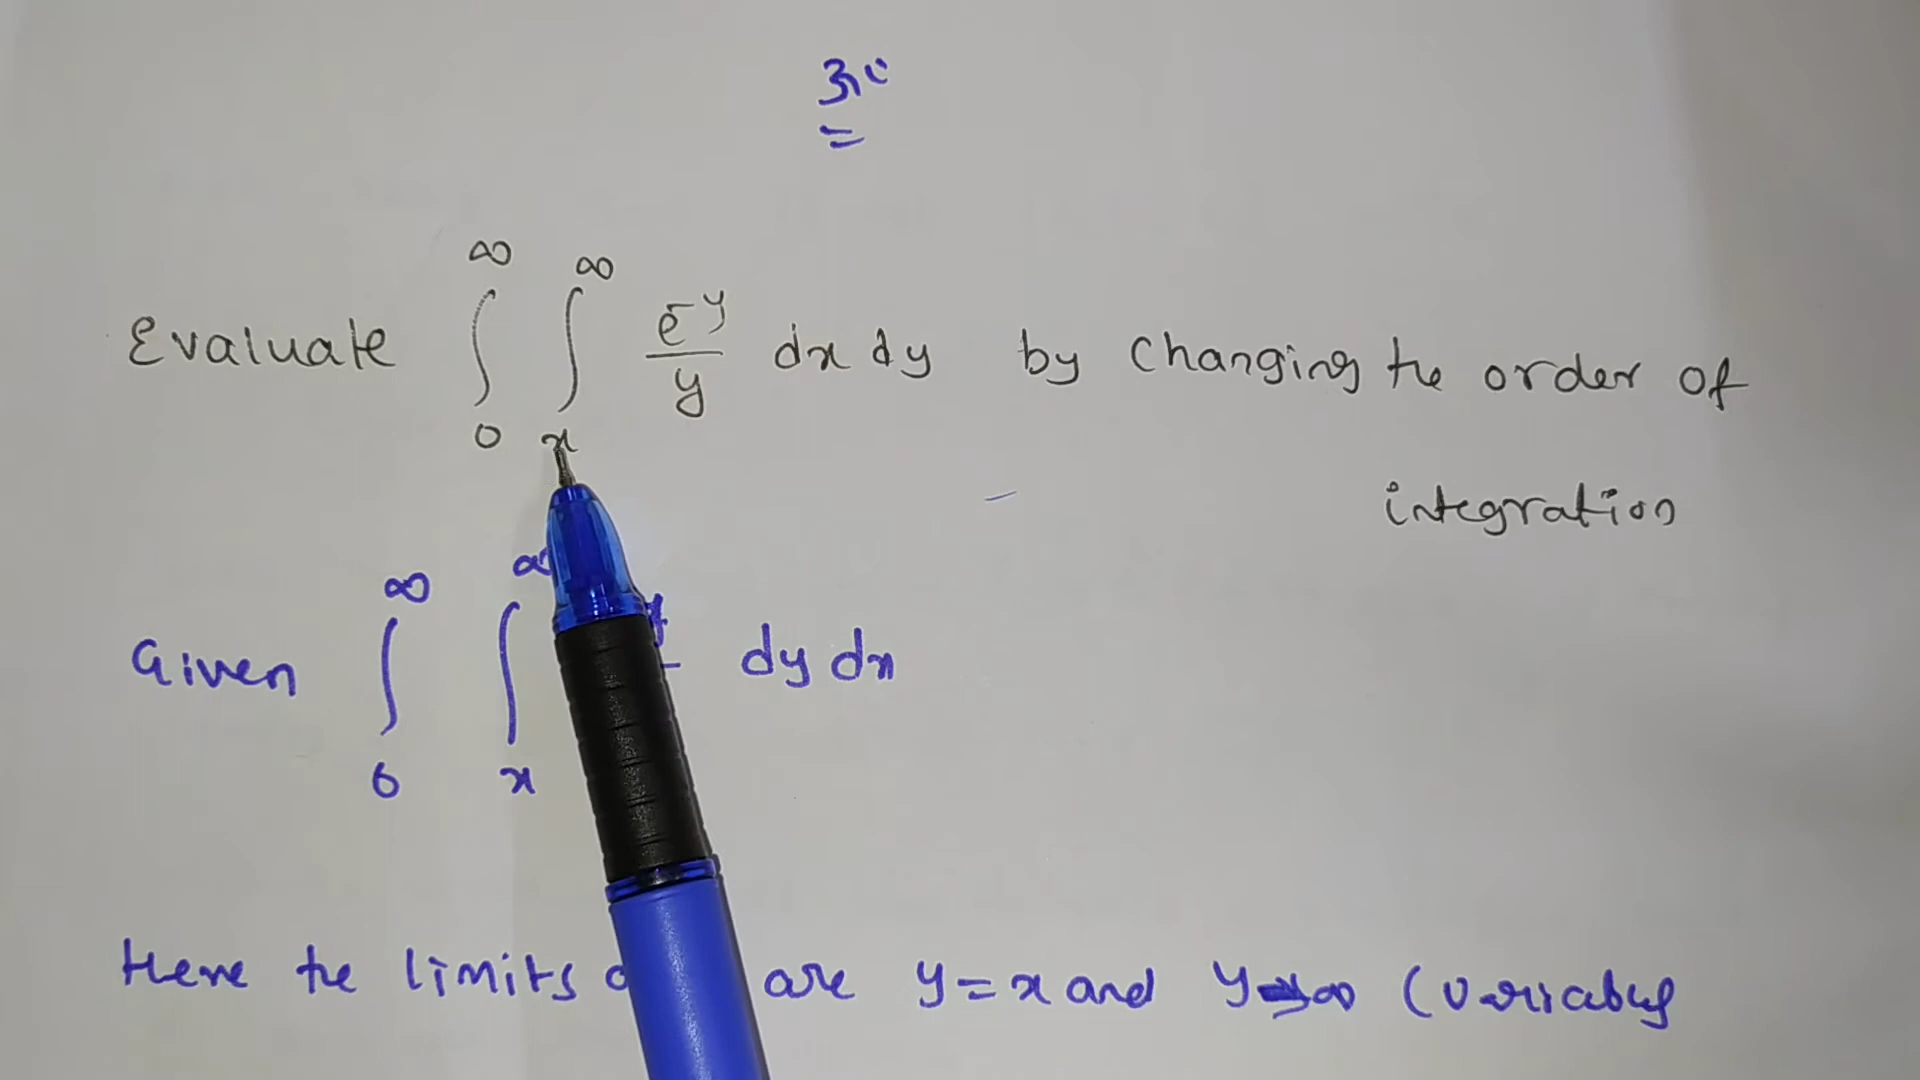 Evaluate ∫₀^∞ ∫ₓ^∞ e^-y/y dx dy by Changing the order of
integration
Given ∫₀^∞ ∫ₓ^∞ dy dx
Here the limits are y=x and y→∞ (variable